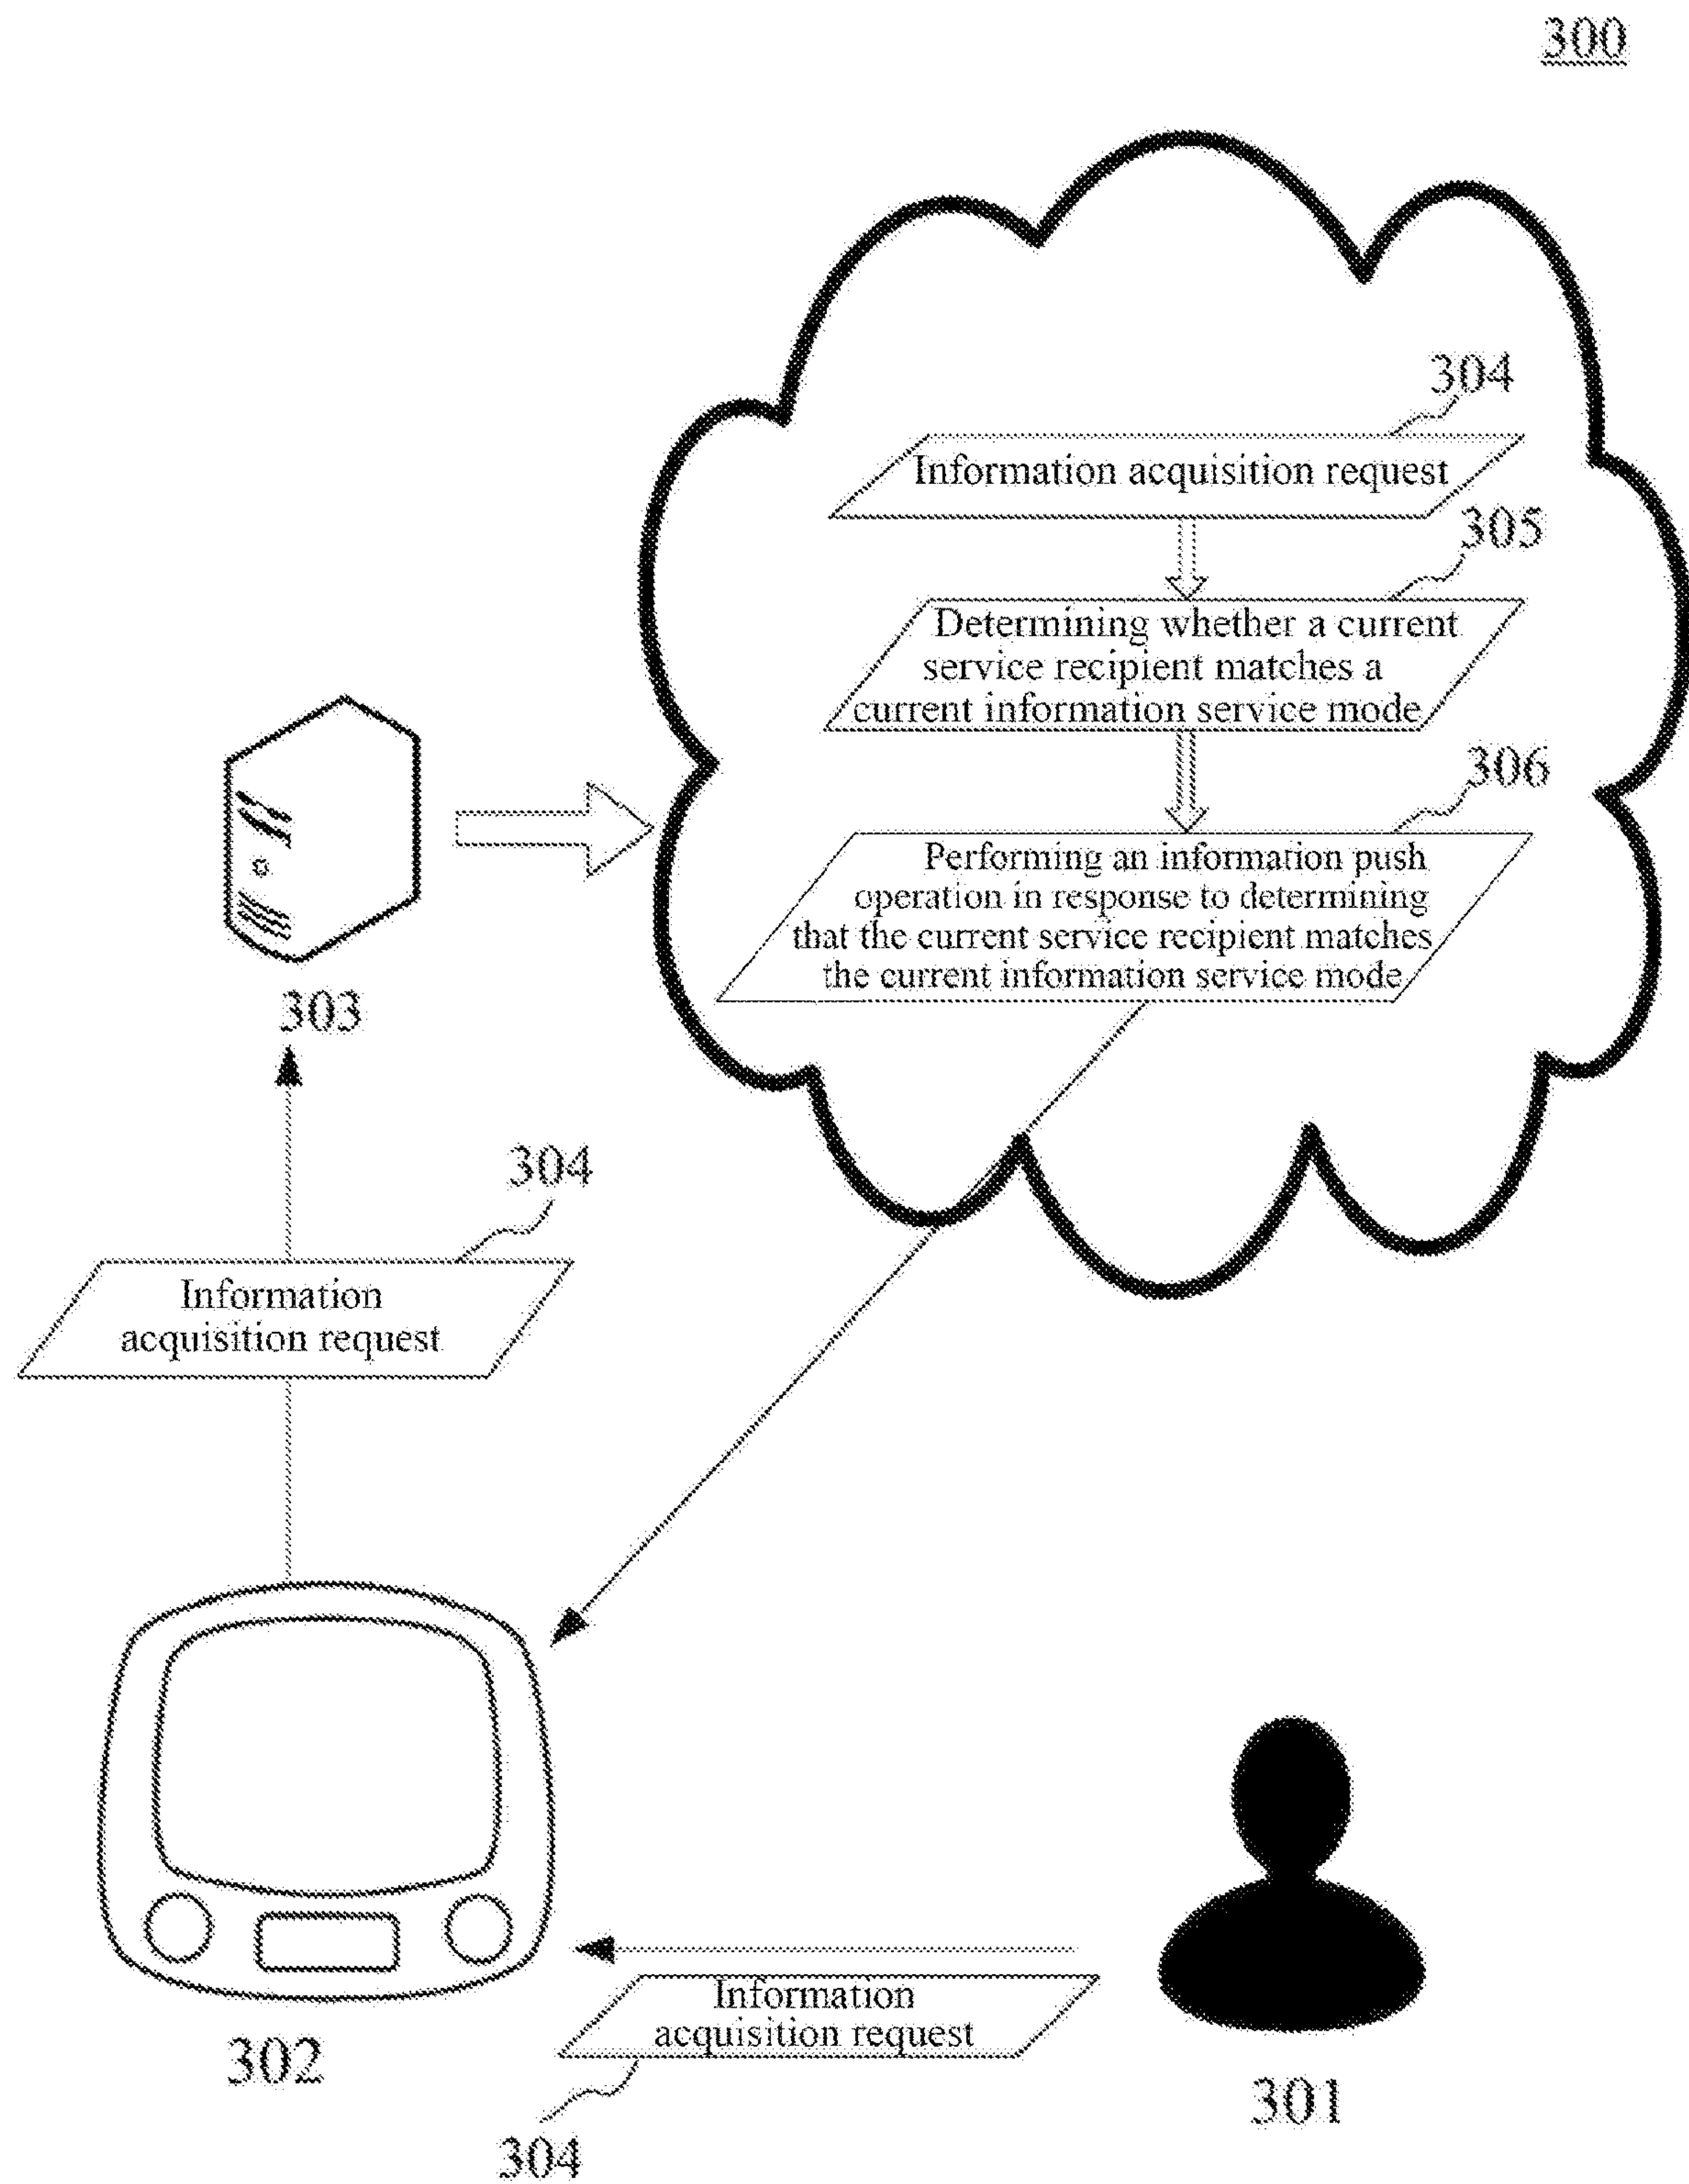 300
304
Information acquisition request
305
Determining whether a current
service recipient matches a
current information service mode
306
Performing an information push
operation in response to determining
that the current service recipient matches
the current information service mode
303
304
Information
acquisition request
302
Information
acquisition request
304
301